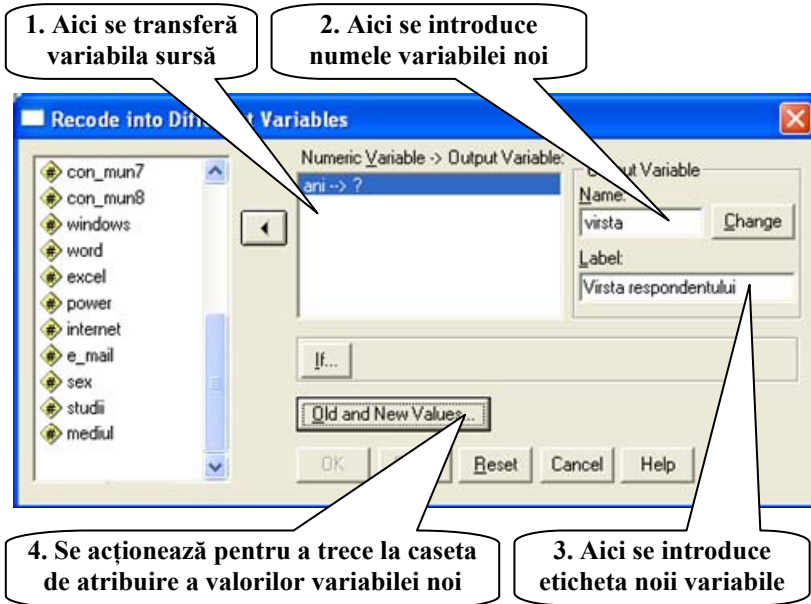 1. Aici se transferă
variabila sursă
2. Aici se introduce
numele variabilei noi
Recode into Variables
con_mun7
con_mun8
windows
word
excel
power
internet
e_mail
sex
studii
mediul
Numeric Variable -> Output Variable:
ani --> ?
Variable
Name:
virsta
Change
Label:
Virsta respondentului
If...
Old and New Values...
OK
Reset
Cancel
Help
4. Se acționează pentru a trece la caseta
de atribuire a valorilor variabilei noi
3. Aici se introduce
eticheta noii variabile